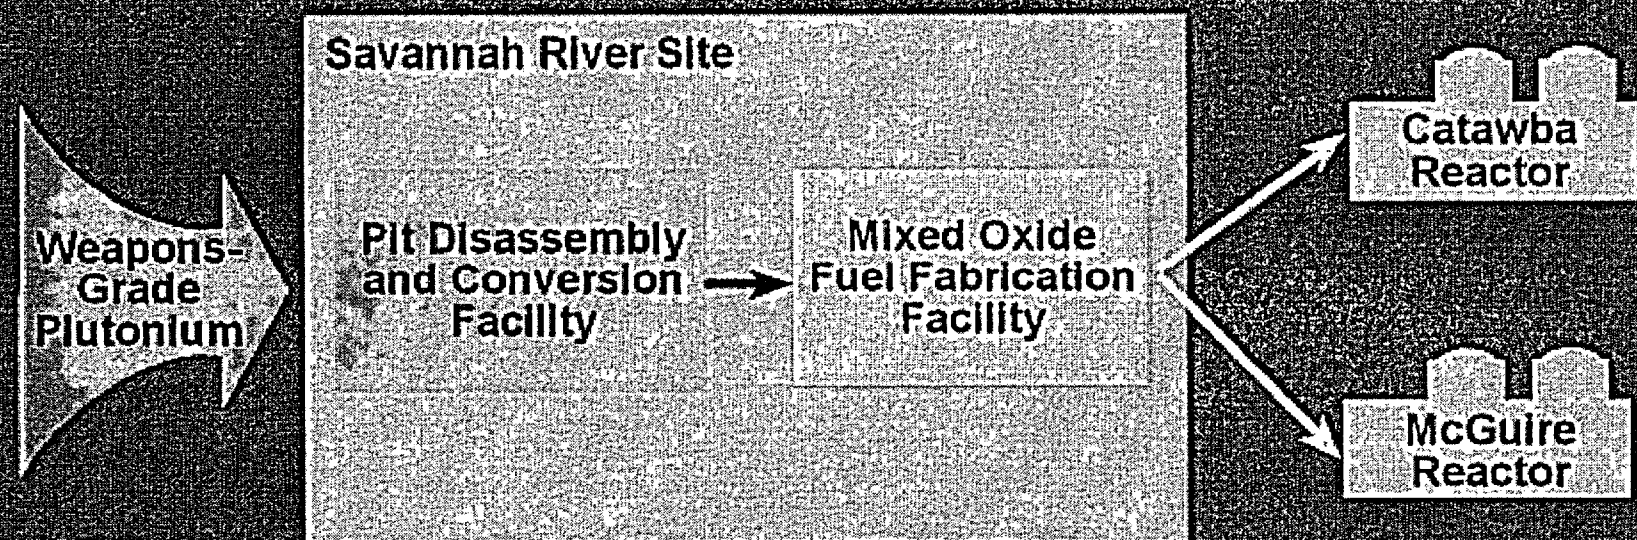 Savannah River Site
Weapons-
Grade
Plutonium
Pit Disassembly
and Conversion
Facility
Mixed Oxide
Fuel Fabrication
Facility
Catawba
Reactor
McGuire
Reactor